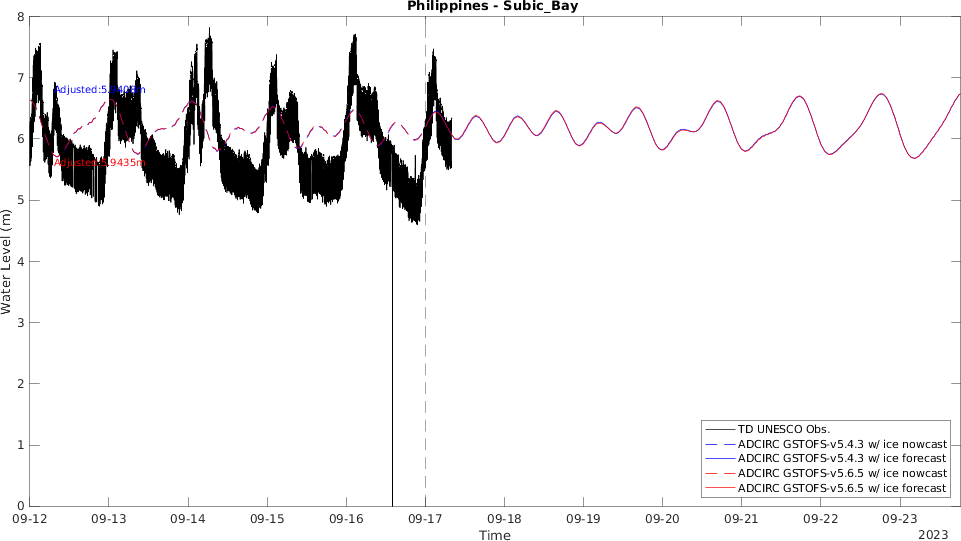 Philippines - Subic_Bay
8
7
6
5
4
3
2
1
0
Water Level (m)
Adjusted:5.9435m
09-12
09-13
09-14
09-15
09-16
09-17
09-18
09-19
09-20
09-21
09-22
09-23
Time
2023
TD UNESCO Obs.
ADCIRC GSTOFS-v5.4.3 w/ ice nowcast
ADCIRC GSTOFS-v5.4.3 w/ ice forecast
ADCIRC GSTOFS-v5.6.5 w/ ice nowcast
ADCIRC GSTOFS-v5.6.5 w/ ice forecast